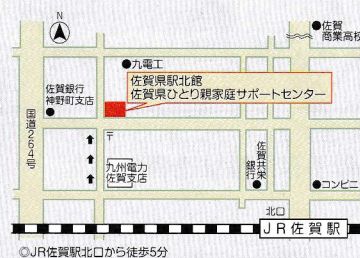 N
●佐賀
商業高校
●九電工
佐賀県駅北館
佐賀県ひとり親家庭サポートセンター
佐賀銀行
神野町支店
国道264号
〒
九州電力
佐賀支店
佐賀共栄
銀行
●コンビニ
北口
JR佐賀駅
◎JR佐賀駅北口から徒歩5分